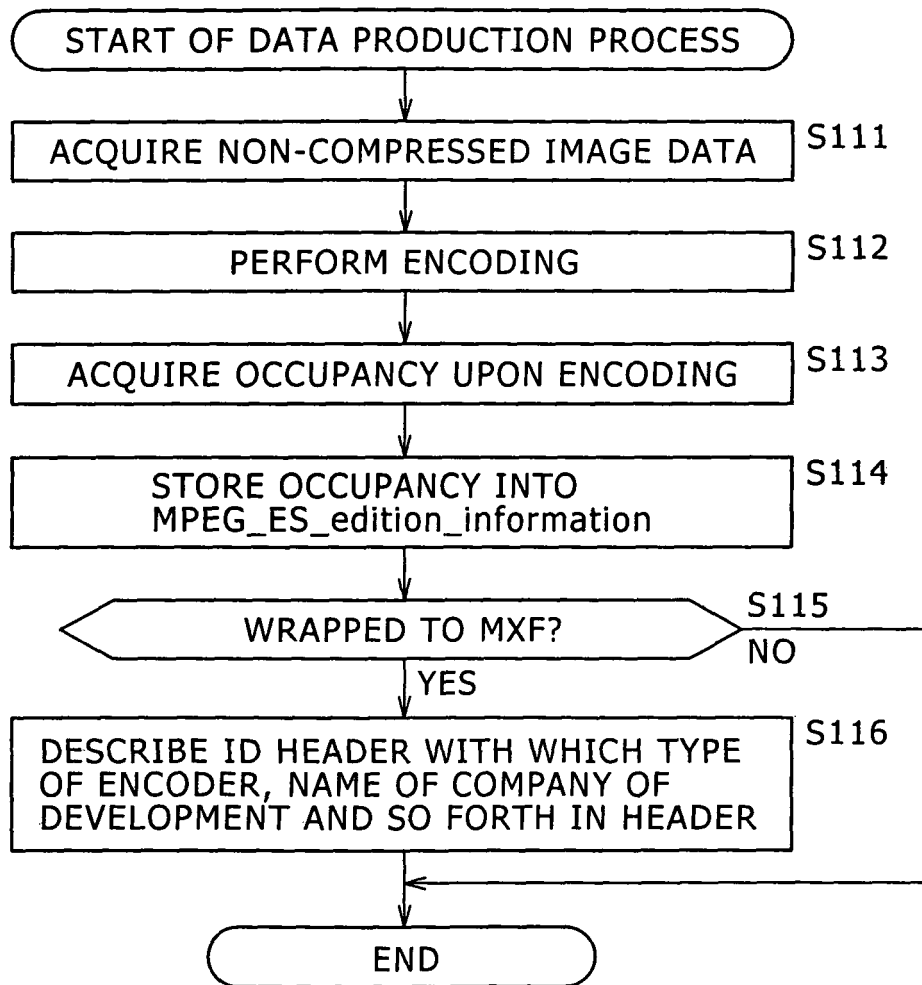 START OF DATA PRODUCTION PROCESS
ACQUIRE NON-COMPRESSED IMAGE DATA
S111
PERFORM ENCODING
S112
ACQUIRE OCCUPANCY UPON ENCODING
S113
STORE OCCUPANCY INTO
MPEG_ES_edition_information
S114
WRAPPED TO MXF?
S115
NO
YES
DESCRIBE ID HEADER WITH WHICH TYPE
OF ENCODER, NAME OF COMPANY OF
DEVELOPMENT AND SO FORTH IN HEADER
S116
END